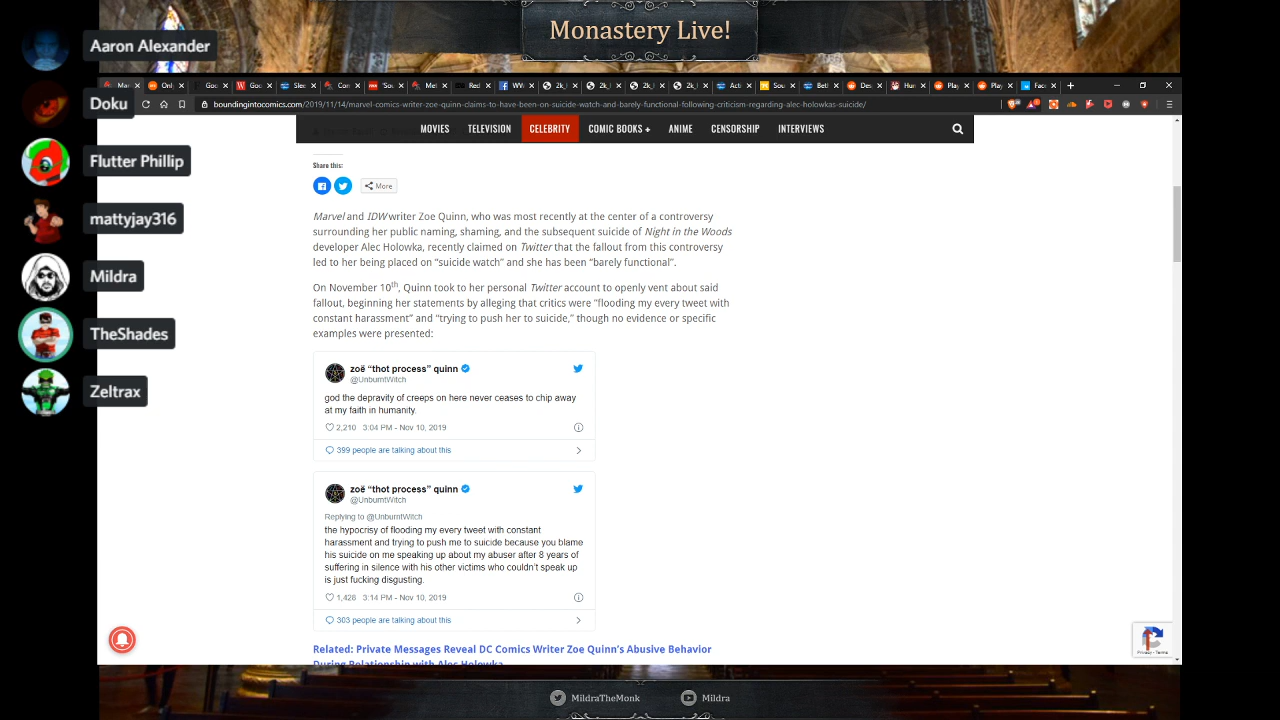 Monastery Live!
Aaron Alexander
Doku
Flutter Phillip
mattyjay316
Mildra
TheShades
Zeltrax
boundingintocomics.com/2019/11/14/marvel-comics-writer-zoe-quinn-claims-to-have-been-on-suicide-watch-and-barely-functional-following-criticism-regarding-alec-holowkas-suicide/
MOVIES TELEVISION CELEBRITY COMIC BOOKS + ANIME CENSORSHIP INTERVIEWS
Share this:
More
Marvel and IDW writer Zoe Quinn, who was most recently at the center of a controversy
surrounding her public naming, shaming, and the subsequent suicide of Night in the Woods
developer Alec Holowka, recently claimed on Twitter that the fallout from this controversy
led to her being placed on “suicide watch” and she has been “barely functional”.
On November 10th, Quinn took to her personal Twitter account to openly vent about said
fallout, beginning her statements by alleging that critics were “flooding my every tweet with
constant harassment” and “trying to push her to suicide,” though no evidence or specific
examples were presented:
zoë “thot process” quinn
@UnburntWitch
god the depravity of creeps on here never ceases to chip away
at my faith in humanity.
2,210 3:04 PM - Nov 10, 2019
399 people are talking about this
zoë “thot process” quinn
@UnburntWitch
Replying to @UnburntWitch
the hypocrisy of flooding my every tweet with constant
harassment and trying to push me to suicide because you blame
his suicide on me speaking up about my abuser after 8 years of
suffering in silence with his other victims who couldn’t speak up
is just fucking disgusting.
1,428 3:14 PM - Nov 10, 2019
303 people are talking about this
Related: Private Messages Reveal DC Comics Writer Zoe Quinn’s Abusive Behavior
During Relationship with Alec Holowka
Privacy - Terms
MildraTheMonk Mildra